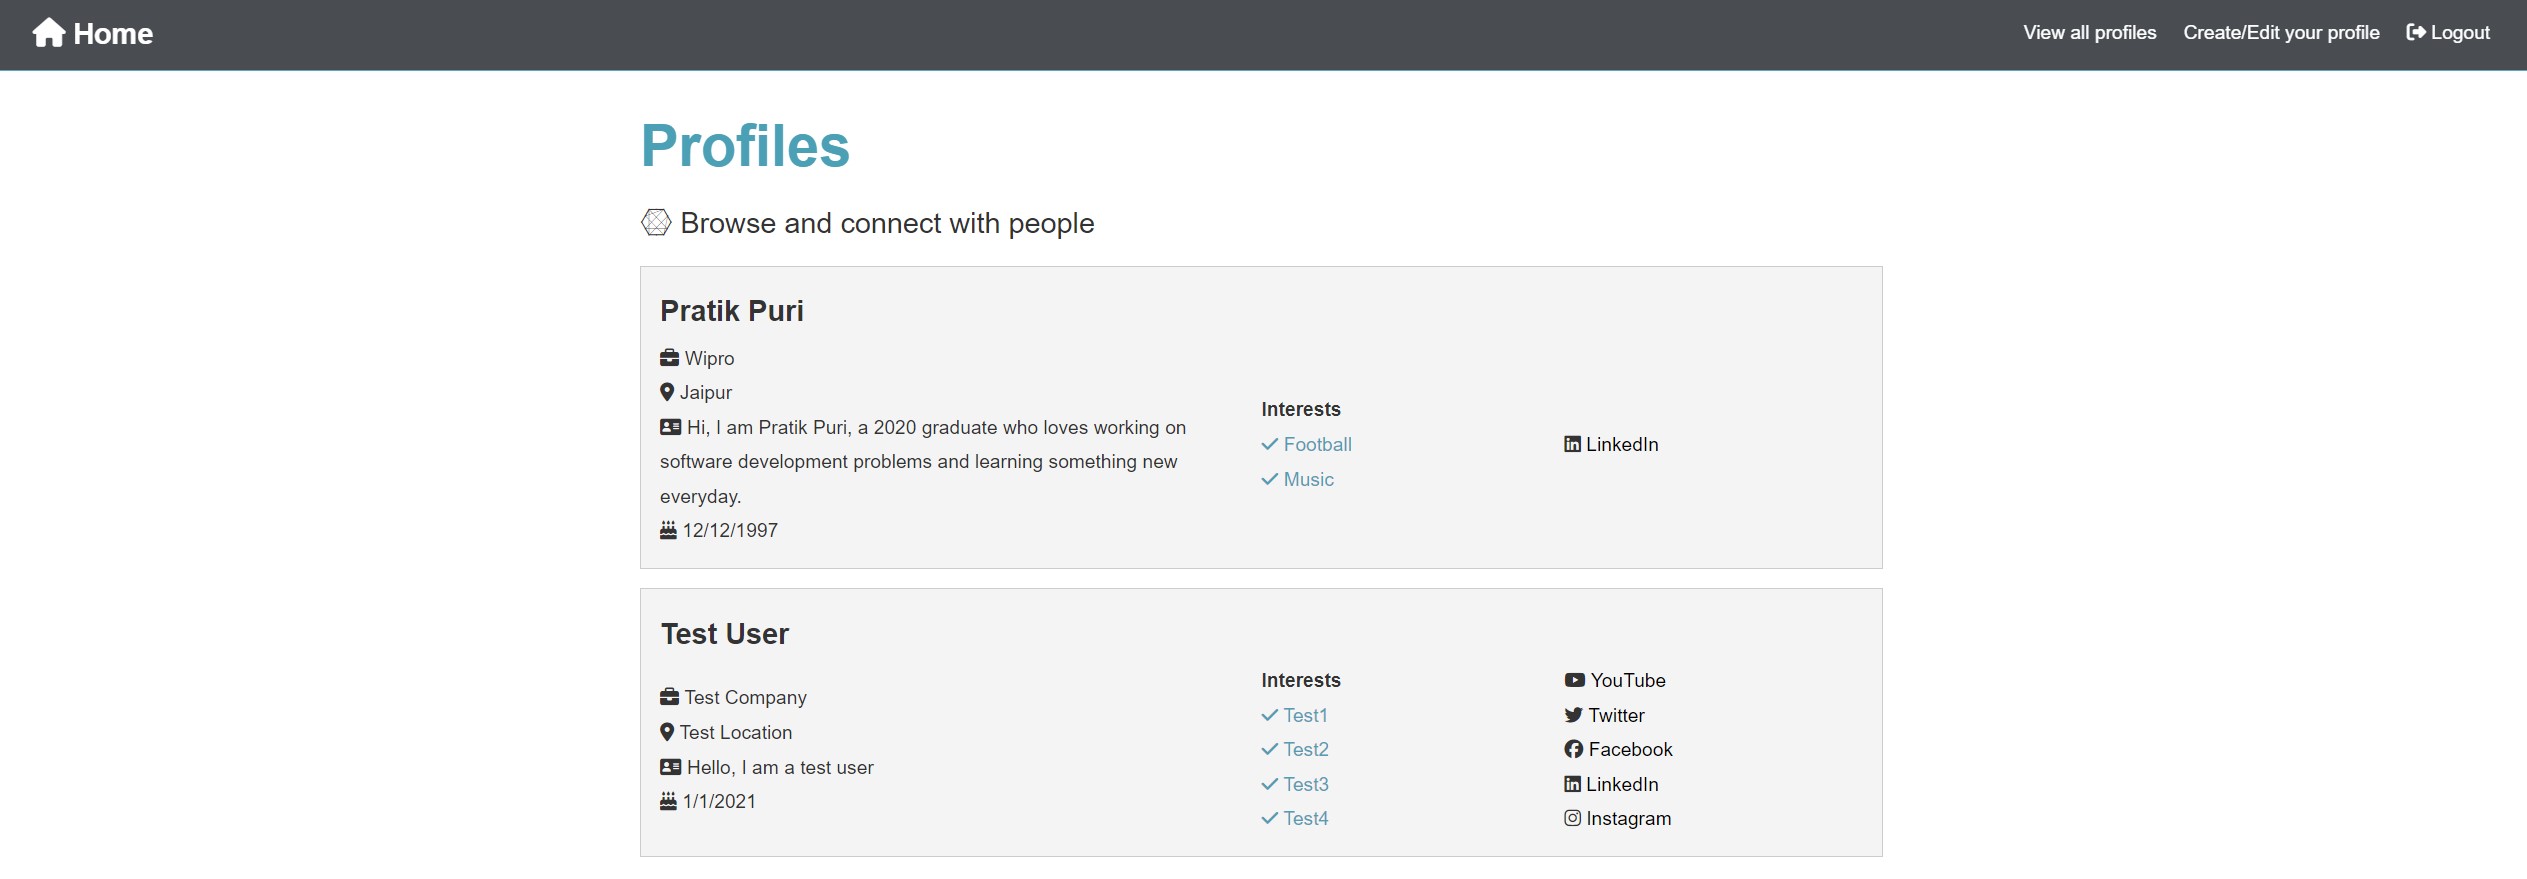 Home
View all profiles
Create/Edit your profile
Logout
Profiles
Browse and connect with people
Pratik Puri
Wipro
Jaipur
Hi, I am Pratik Puri, a 2020 graduate who loves working on
software development problems and learning something new
everyday.
12/12/1997
Interests
Football
Music
LinkedIn
Test User
Test Company
Test Location
Hello, I am a test user
1/1/2021
Interests
Test1
Test2
Test3
Test4
YouTube
Twitter
Facebook
LinkedIn
Instagram